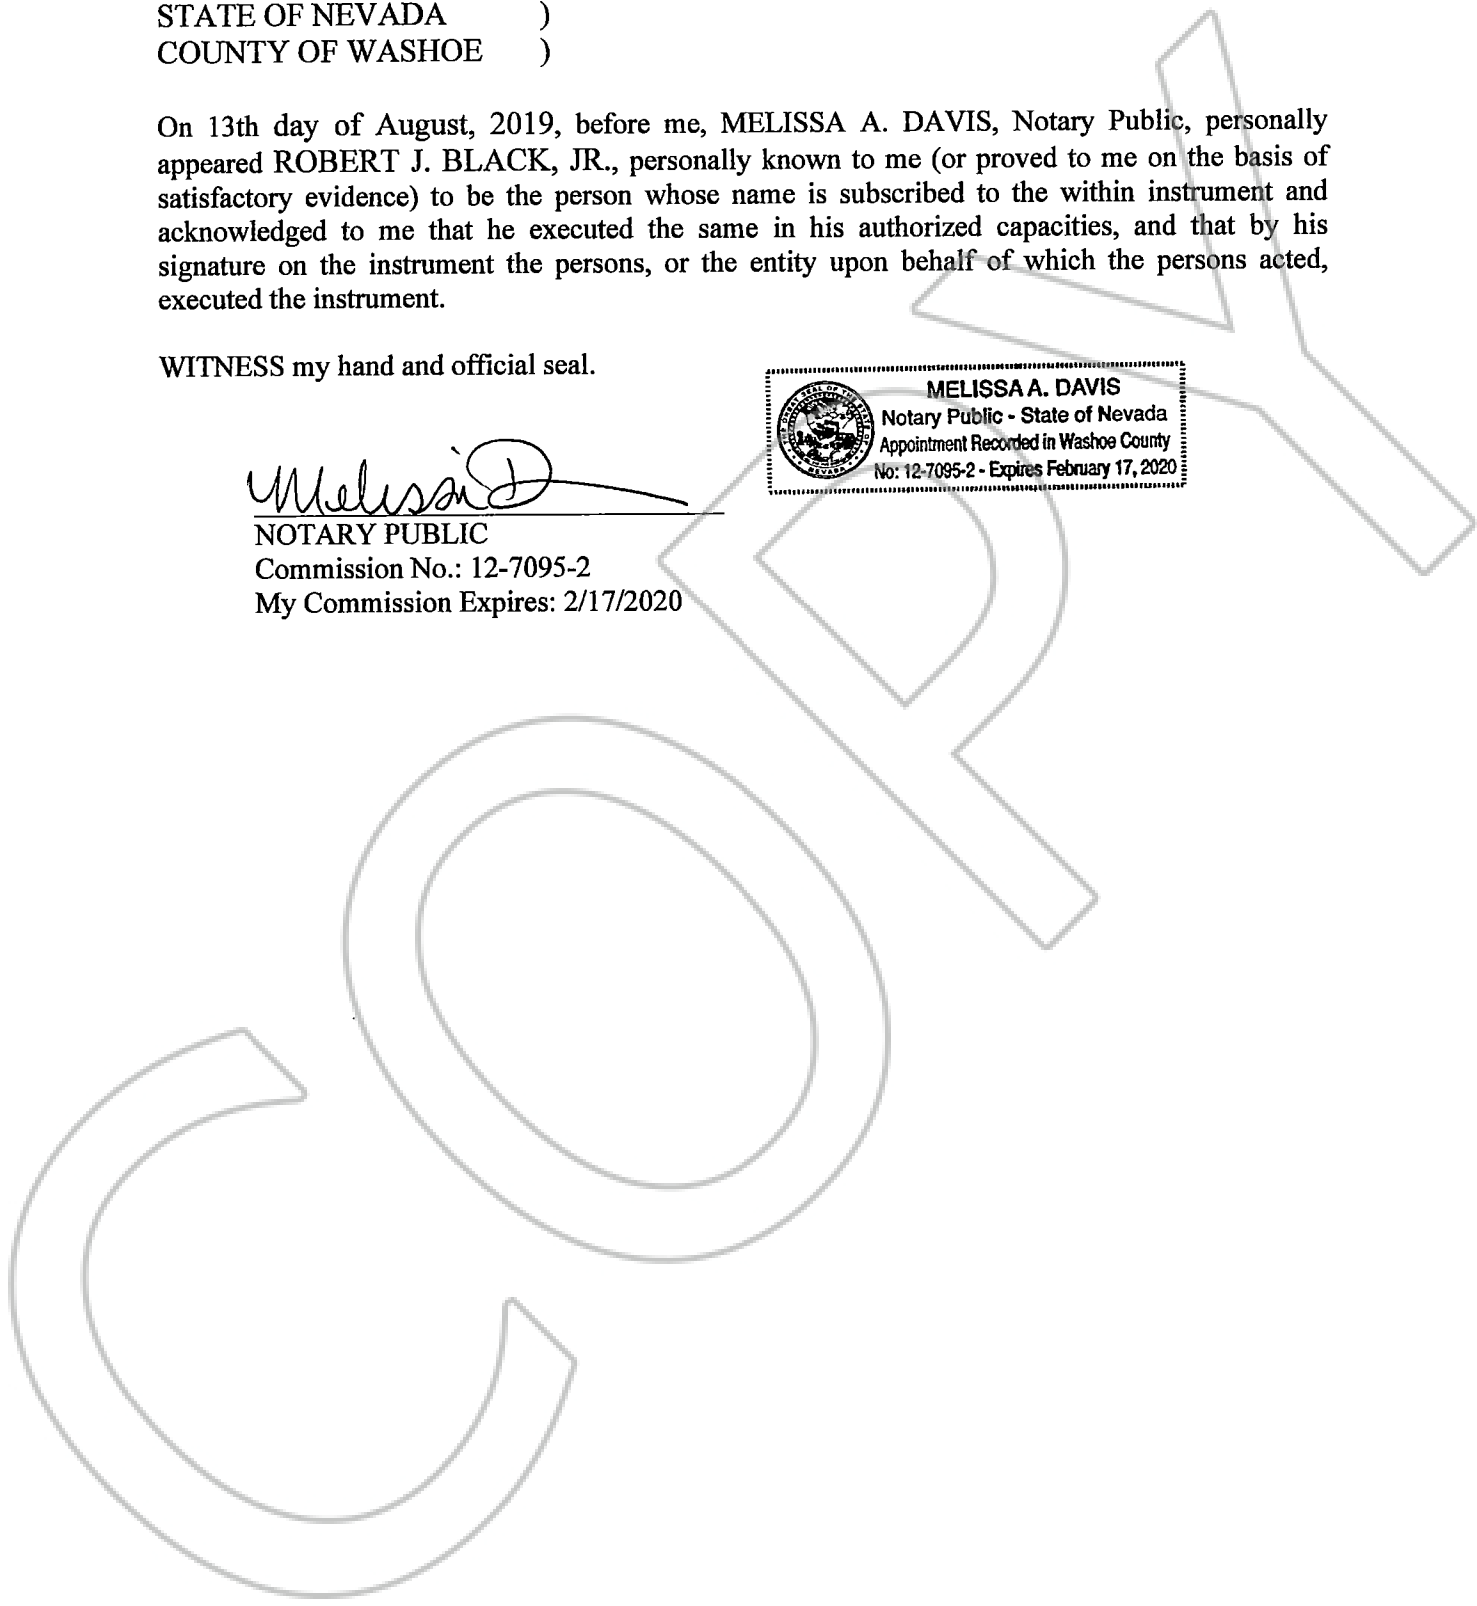 STATE OF NEVADA )
COUNTY OF WASHOE )
On 13th day of August, 2019, before me, MELISSA A. DAVIS, Notary Public, personally
appeared ROBERT J. BLACK, JR., personally known to me (or proved to me on the basis of
satisfactory evidence) to be the person whose name is subscribed to the within instrument and
acknowledged to me that he executed the same in his authorized capacities, and that by his
signature on the instrument the persons, or the entity upon behalf of which the persons acted,
executed the instrument.
WITNESS my hand and official seal.
MELISSA A. DAVIS
Notary Public - State of Nevada
Appointment Recorded in Washoe County
No: 12-7095-2 - Expires February 17, 2020
Melissa D
NOTARY PUBLIC
Commission No.: 12-7095-2
My Commission Expires: 2/17/2020
COPY